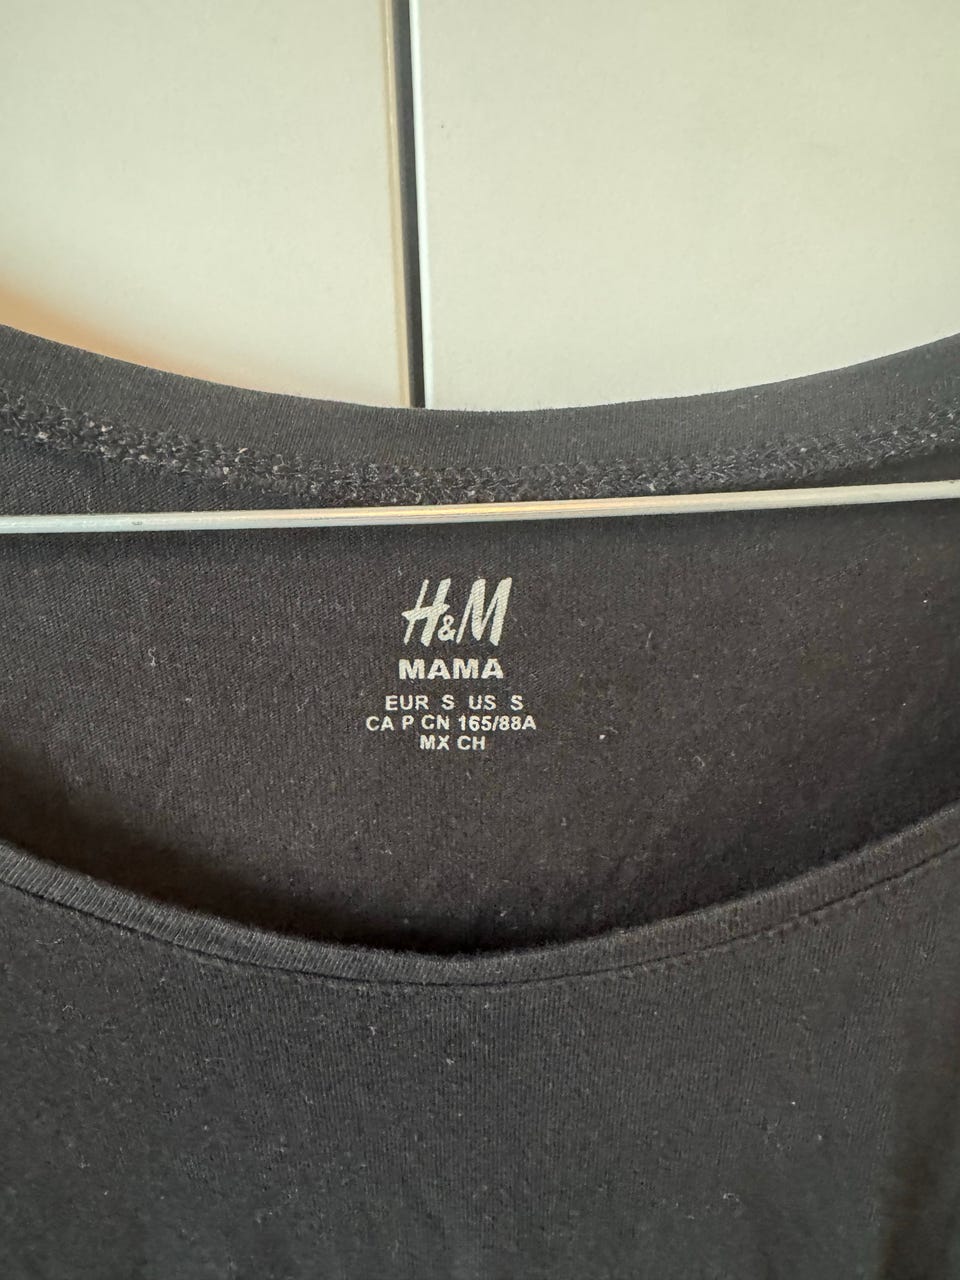 H&M
MAMA
EUR S US S
CA P CN 165/88A
MX CH